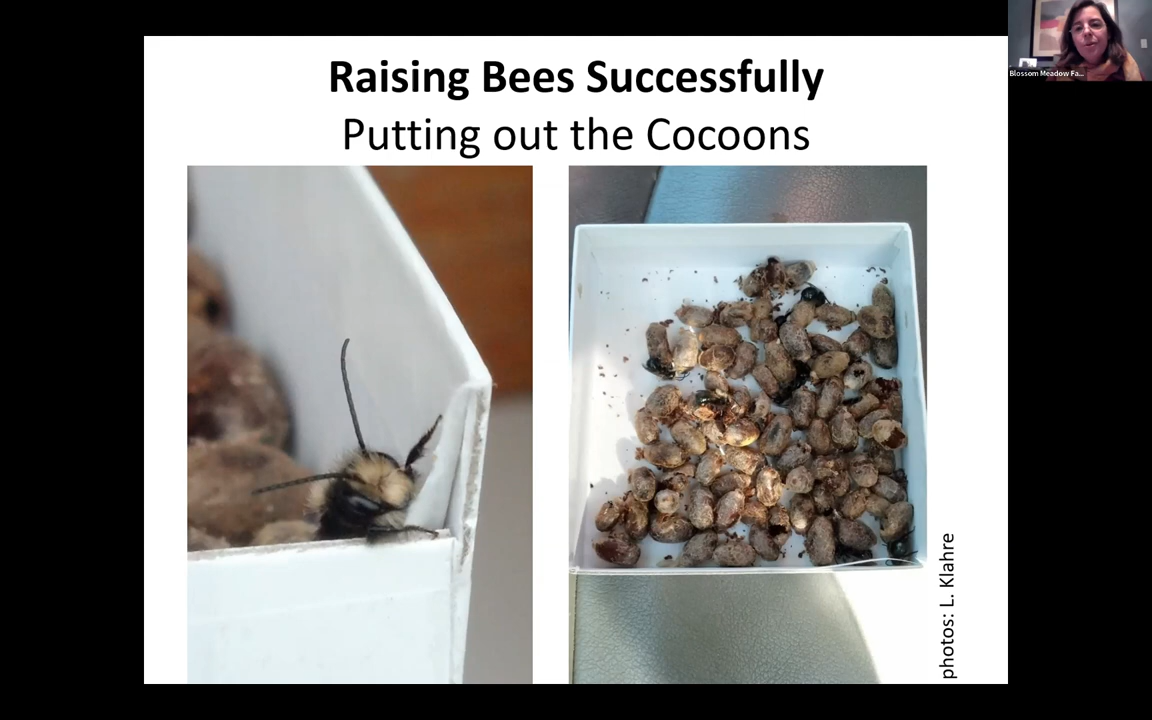 Raising Bees Successfully
Putting out the Cocoons
photos: L. Klahre
Blossom Meadow Fa...